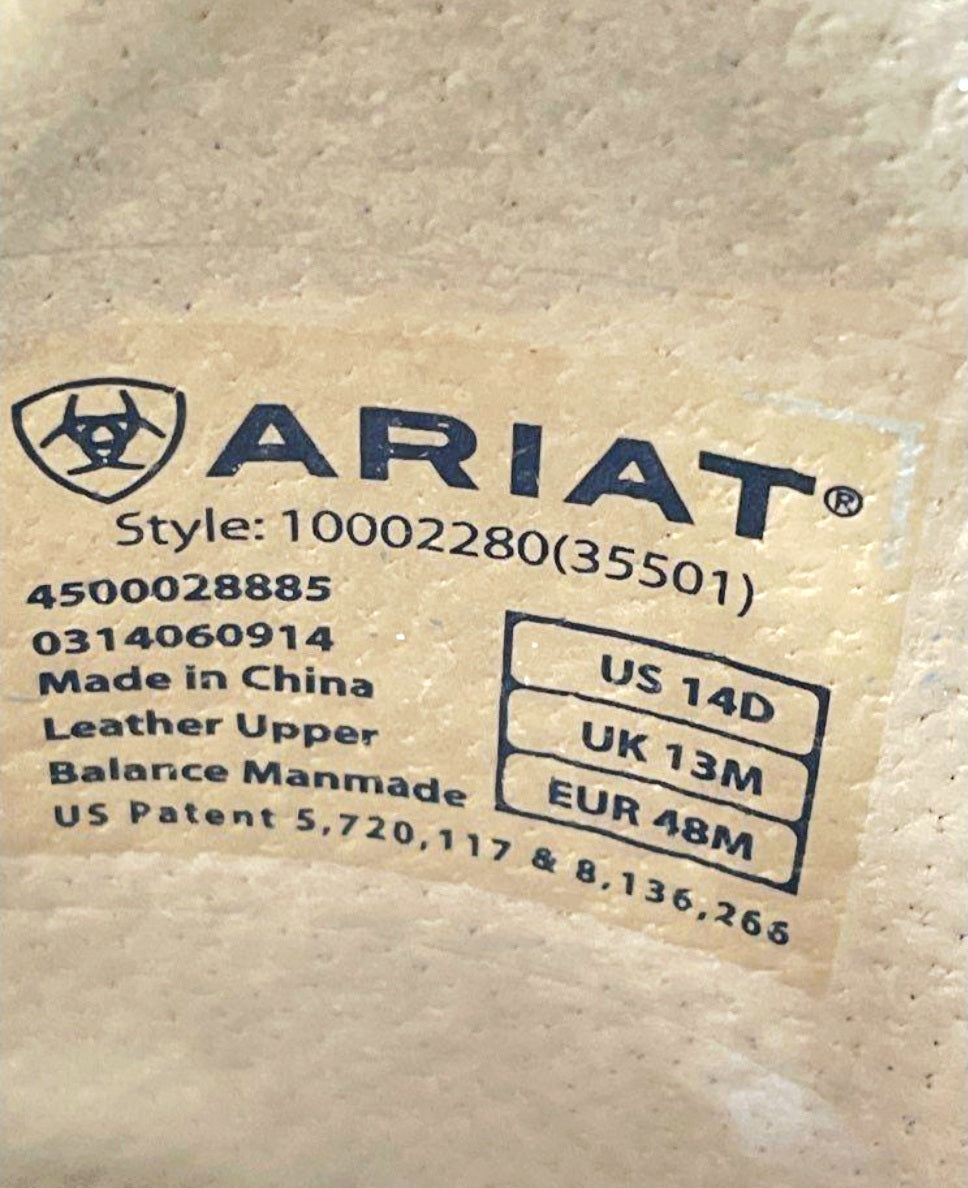 ARIAT®
Style: 10002280(35501)
4500028885
0314060914
Made in China
Leather Upper
Balance Manmade
US Patent 5,720,117 & 8,136,266
US 14D
UK 13M
EUR 48M